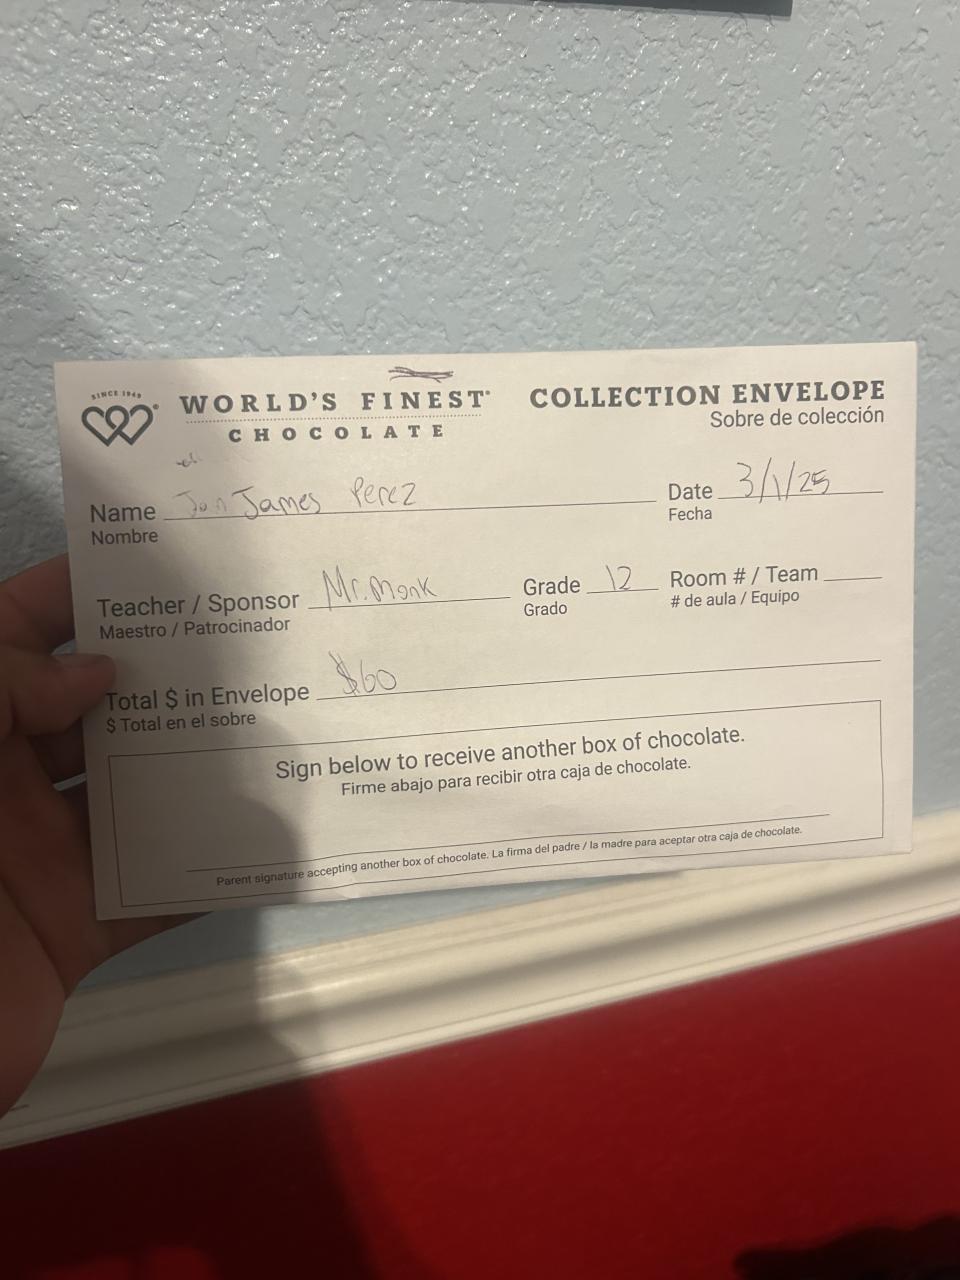 SINCE 1949
WORLD'S FINEST®
CHOCOLATE
COLLECTION ENVELOPE
Sobre de colección
Name Jon James Perez
Nombre
Date 3/1/25
Fecha
Teacher / Sponsor Mr. Monk
Maestro / Patrocinador
Grade 12
Grado
Room # / Team
# de aula / Equipo
Total $ in Envelope $60
$ Total en el sobre
Sign below to receive another box of chocolate.
Firme abajo para recibir otra caja de chocolate.
Parent signature accepting another box of chocolate. La firma del padre / la madre para aceptar otra caja de chocolate.